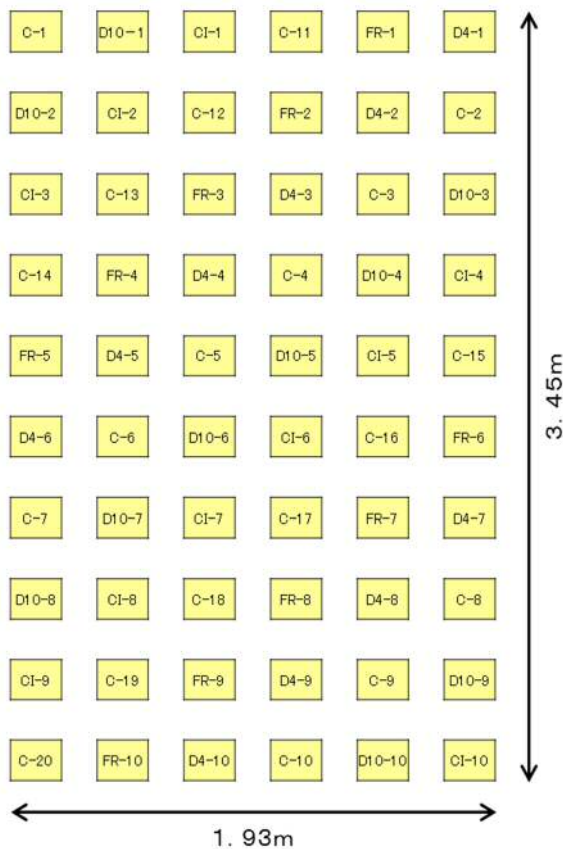 C-1 D10-1 CI-1 C-11 FR-1 D4-1
D10-2 CI-2 C-12 FR-2 D4-2 C-2
CI-3 C-13 FR-3 D4-3 C-3 D10-3
C-14 FR-4 D4-4 C-4 D10-4 CI-4
FR-5 D4-5 C-5 D10-5 CI-5 C-15
D4-6 C-6 D10-6 CI-6 C-16 FR-6
C-7 D10-7 CI-7 C-17 FR-7 D4-7
D10-8 CI-8 C-18 FR-8 D4-8 C-8
CI-9 C-19 FR-9 D4-9 C-9 D10-9
C-20 FR-10 D4-10 C-10 D10-10 CI-10
3. 45m
1. 93m